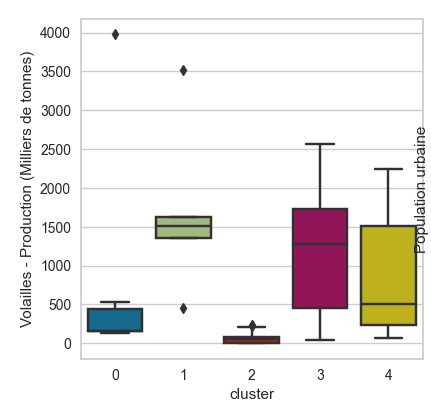 Volailles - Production (Milliers de tonnes)
4000
3500
3000
2500
2000
1500
1000
500
0
0 1 2 3 4
cluster
Population urbaine